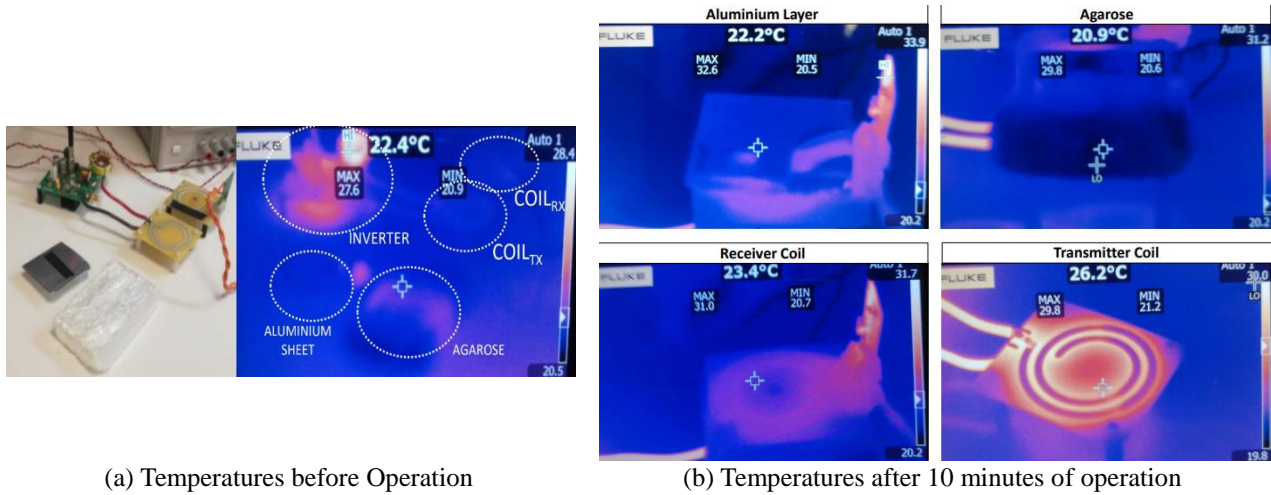 FLUKE
22.4°C
Auto 1
28.4
MAX
27.6
MIN
20.9
COILRX
COILTX
INVERTER
ALUMINIUM
SHEET
AGAROSE
20.5
(a) Temperatures before Operation
Aluminium Layer
FLUKE
22.2°C
Auto 1
33.9
MAX
32.6
MIN
20.5
20.2
Agarose
FLUKE
20.9°C
Auto 1
31.2
MAX
29.8
MIN
20.6
LO
20.2
Receiver Coil
FLUKE
23.4°C
Auto 1
31.7
MAX
31.0
MIN
20.7
20.2
Transmitter Coil
FLUKE
26.2°C
Auto 1
30.0
LO
MAX
29.8
MIN
21.2
19.8
(b) Temperatures after 10 minutes of operation